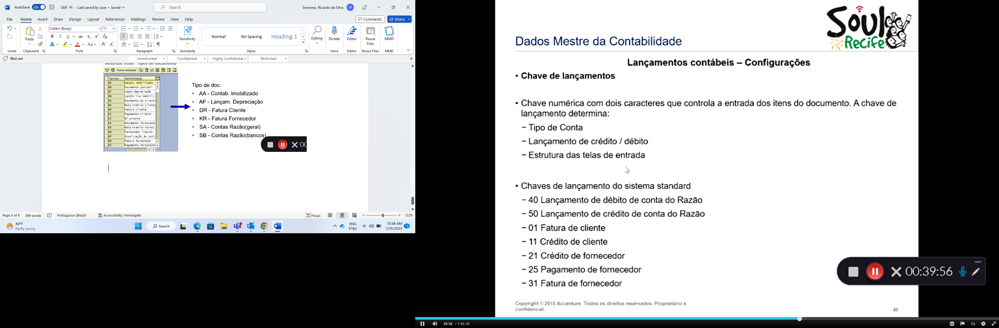 AutoSave On SAP -FI - Last saved by user • Saved Search Severino, Ricardo da Silva SR
File Home Insert Draw Design Layout References Mailings Review View Help Comments Share
Calibri (Body) 11
Paste Sensitivity Normal No Spacing Heading 1 Editing Dictate Editor Reuse Files MMD
Undo Clipboard Font Paragraph Sensitivity Styles Voice Editor Reuse Files MMD
Not set Unrestricted Confidential Highly Confidential Restricted
Modificar visão "Tipos de documento"
Novas entradas
Tipo doc. Denominação
AA Lançto imobilizado
AB Documento contábil
AF Lnçto depreciação
AN Lançto líq imobiliz.
DA Documento do cliente
DG Nota crédito cliente
DR Fatura cliente
DZ Pagamento cliente
EX Nº externo
KA Documento fornecedor
KG Nota crédito fornec.
KN Fornecedor líquido
KP Atualização de conta
KR Fatura fornecedor
KZ Pagamento fornecedor
Tipo de doc.
▪ AA - Contab. Imobilizado
▪ AF - Lançam. Depreciação
▪ DR - Fatura Cliente
▪ KR - Fatura Fornecedor
▪ SA - Contas Razão(geral)
▪ SB - Contas Razão(bancos)
00
Page 6 of 6 399 words Portuguese (Brazil) Accessibility: Investigate Focus 132%
84°F
Partly sunny
Search
ENG
PTB2
10:58 AM
2/10/2023
13
Soul
Recife
Dados Mestre da Contabilidade
Lançamentos contábeis – Configurações
• Chave de lançamentos
• Chave numérica com dois caracteres que controla a entrada dos itens do documento. A chave de
lançamento determina:
− Tipo de Conta
− Lançamento de crédito / débito
− Estrutura das telas de entrada
• Chaves de lançamento do sistema standard
− 40 Lançamento de débito de conta do Razão
− 50 Lançamento de crédito de conta do Razão
− 01 Fatura de cliente
− 11 Crédito de cliente
− 21 Crédito de fornecedor
− 25 Pagamento de fornecedor
− 31 Fatura de fornecedor
00:39:56
Copyright © 2015 Accenture. Todos os direitos reservados. Proprietário e
confidencial.
40
39:56 / 1:00:40
CC 1x